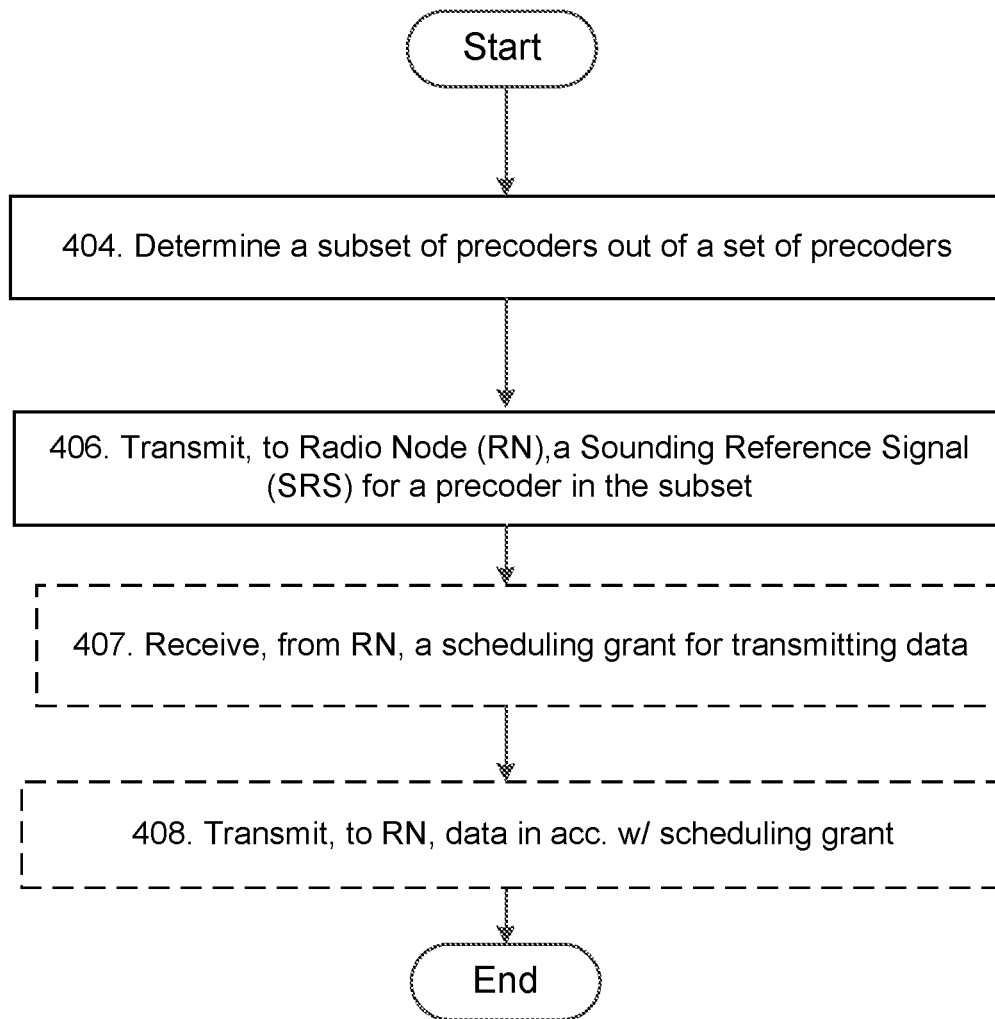 Start
404. Determine a subset of precoders out of a set of precoders
406. Transmit, to Radio Node (RN),a Sounding Reference Signal
(SRS) for a precoder in the subset
407. Receive, from RN, a scheduling grant for transmitting data
408. Transmit, to RN, data in acc. w/ scheduling grant
End